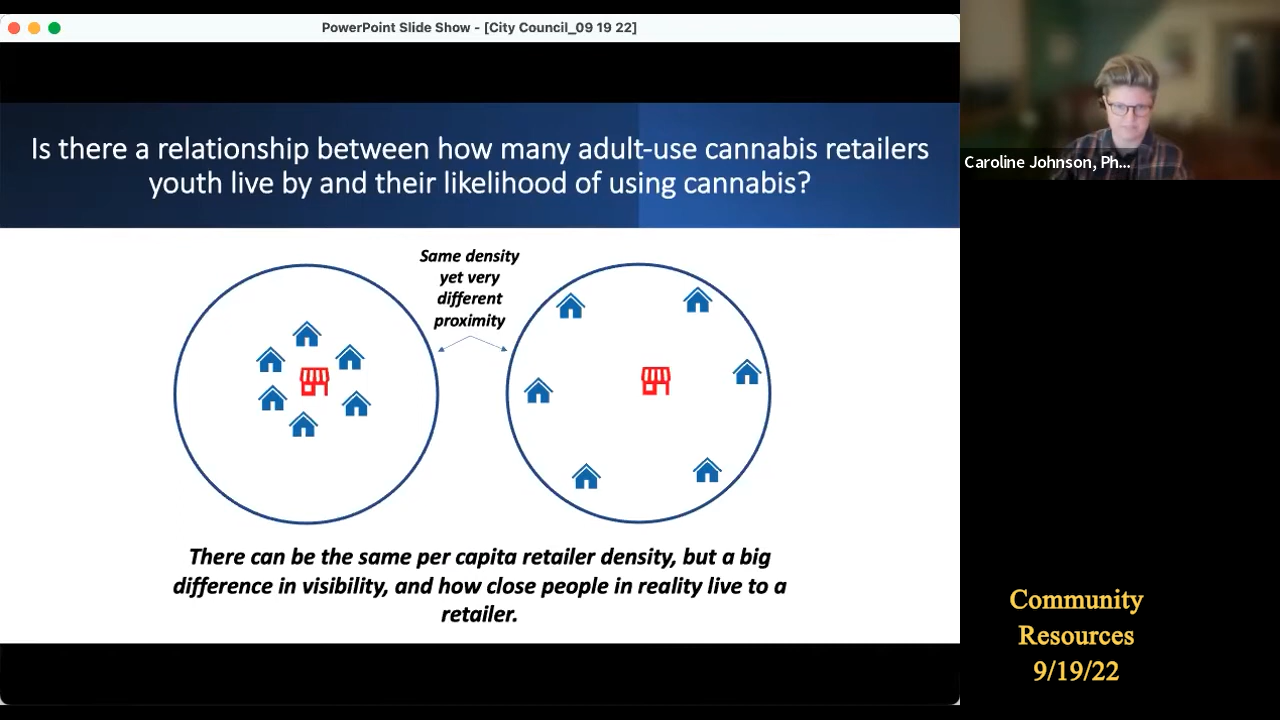 PowerPoint Slide Show - [City Council_09 19 22]
Is there a relationship between how many adult-use cannabis retailers
youth live by and their likelihood of using cannabis?
Same density
yet very
different
proximity
There can be the same per capita retailer density, but a big
difference in visibility, and how close people in reality live to a
retailer.
Caroline Johnson, Ph...
Community
Resources
9/19/22